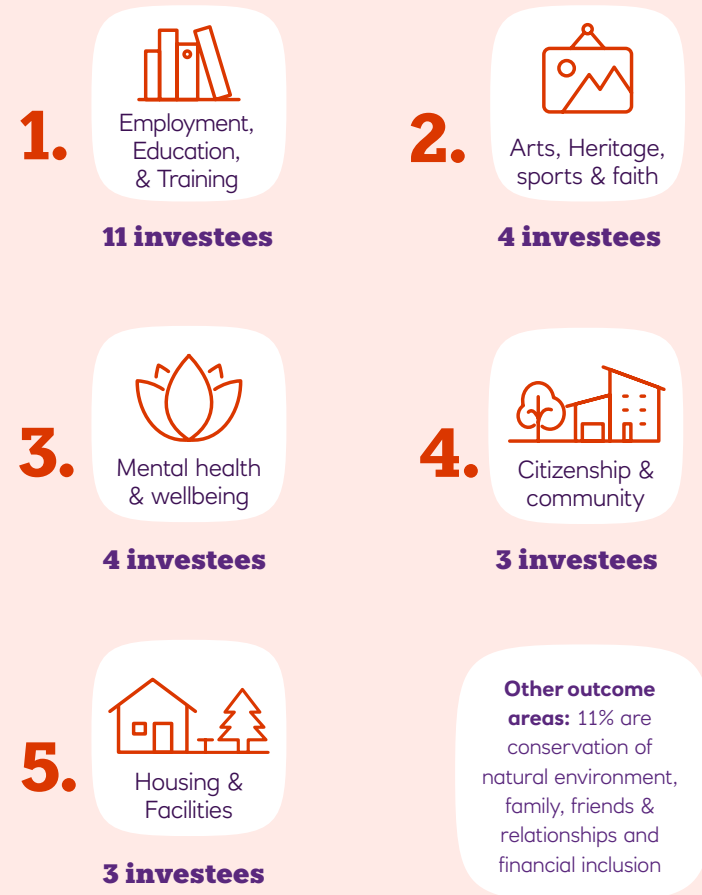 1.
Employment,
Education,
& Training
11 investees
2.
Arts, Heritage,
sports & faith
4 investees
3.
Mental health
& wellbeing
4 investees
4.
Citizenship &
community
3 investees
5.
Housing &
Facilities
3 investees
Other outcome
areas: 11% are
conservation of
natural environment,
family, friends &
relationships and
financial inclusion